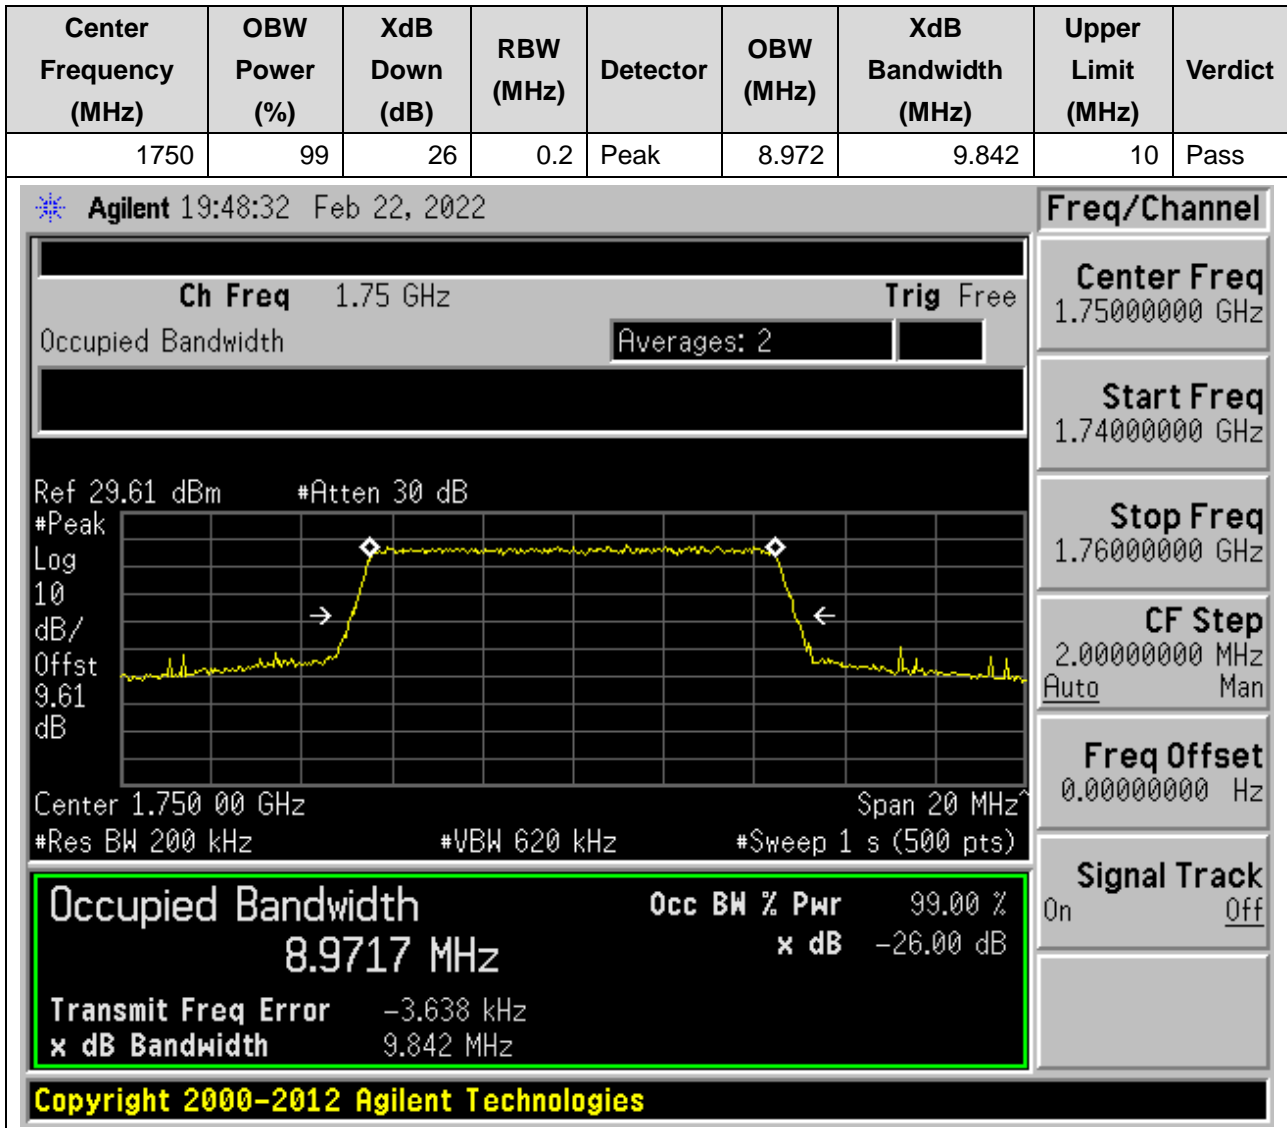 Center Frequency (MHz) OBW Power (%) XdB Down (dB) RBW (MHz) Detector OBW (MHz) XdB Bandwidth (MHz) Upper Limit (MHz) Verdict
1750 99 26 0.2 Peak 8.972 9.842 10 Pass
Agilent 19:48:32 Feb 22, 2022
Freq/Channel
Ch Freq 1.75 GHz Trig Free
Occupied Bandwidth Averages: 2
Center Freq
1.75000000 GHz
Start Freq
1.74000000 GHz
Stop Freq
1.76000000 GHz
CF Step
2.00000000 MHz
Auto Man
Freq Offset
0.00000000 Hz
Signal Track
On Off
Ref 29.61 dBm #Atten 30 dB
#Peak
Log
10
dB/
Offst
9.61
dB
Center 1.750 00 GHz Span 20 MHz^
#Res BW 200 kHz #VBW 620 kHz #Sweep 1 s (500 pts)
Occupied Bandwidth
8.9717 MHz
Occ BW % Pwr 99.00 %
x dB -26.00 dB
Transmit Freq Error -3.638 kHz
x dB Bandwidth 9.842 MHz
Copyright 2000-2012 Agilent Technologies